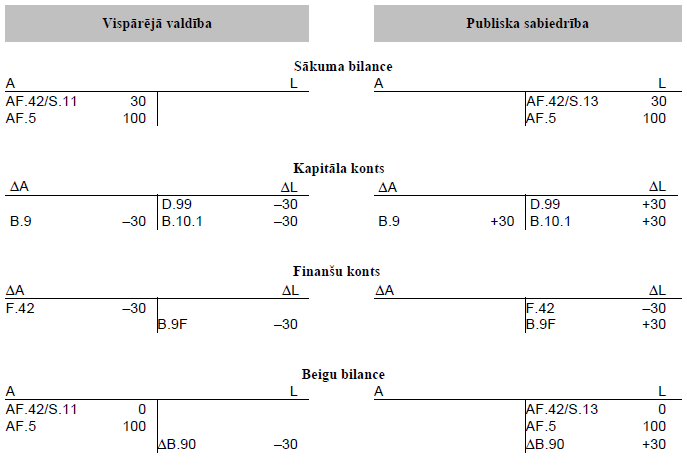 Vispārējā valdība Publiska sabiedrība
Sākuma bilance
A L A L
AF.42/S.11 30 AF.42/S.13 30
AF.5 100 AF.5 100
Kapitāla konts
ΔA ΔL ΔA ΔL
D.99 –30 D.99 +30
B.9 –30 B.10.1 –30 B.9 +30 B.10.1 +30
Finanšu konts
ΔA ΔL ΔA ΔL
F.42 –30 F.42 –30
B.9F –30 B.9F +30
Beigu bilance
A L A L
AF.42/S.11 0 AF.42/S.13 0
AF.5 100 AF.5 100
ΔB.90 –30 ΔB.90 +30